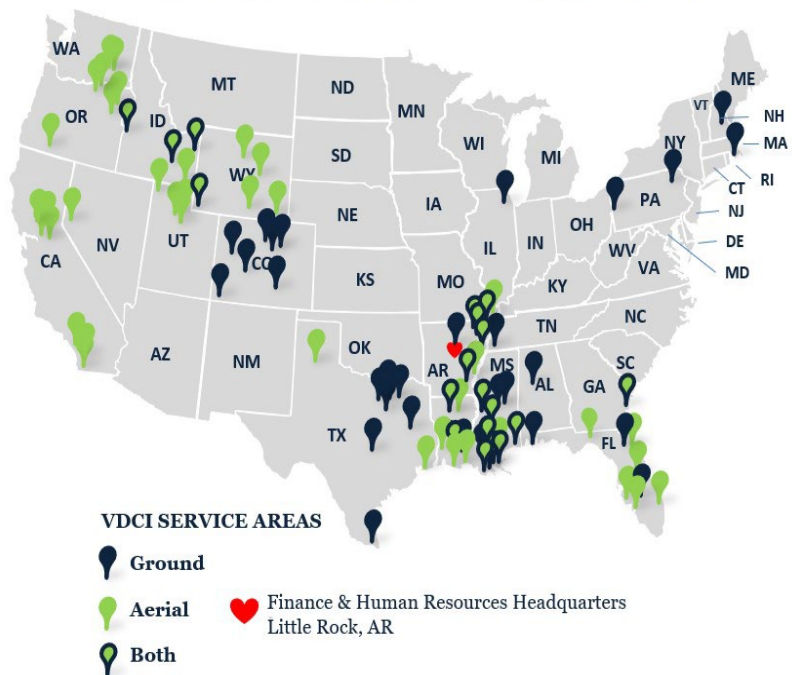 WA
MT
ND
MN
ME
VT
NH
MA
RI
CT
NJ
DE
MD
OR
ID
WY
SD
WI
MI
NY
PA
NE
IA
IL
IN
OH
WV
VA
CA
NV
UT
CO
KS
MO
KY
NC
AZ
NM
OK
AR
TN
MS
AL
GA
SC
TX
FL
VDCI SERVICE AREAS
Ground
Aerial
Both
Finance & Human Resources Headquarters
Little Rock, AR